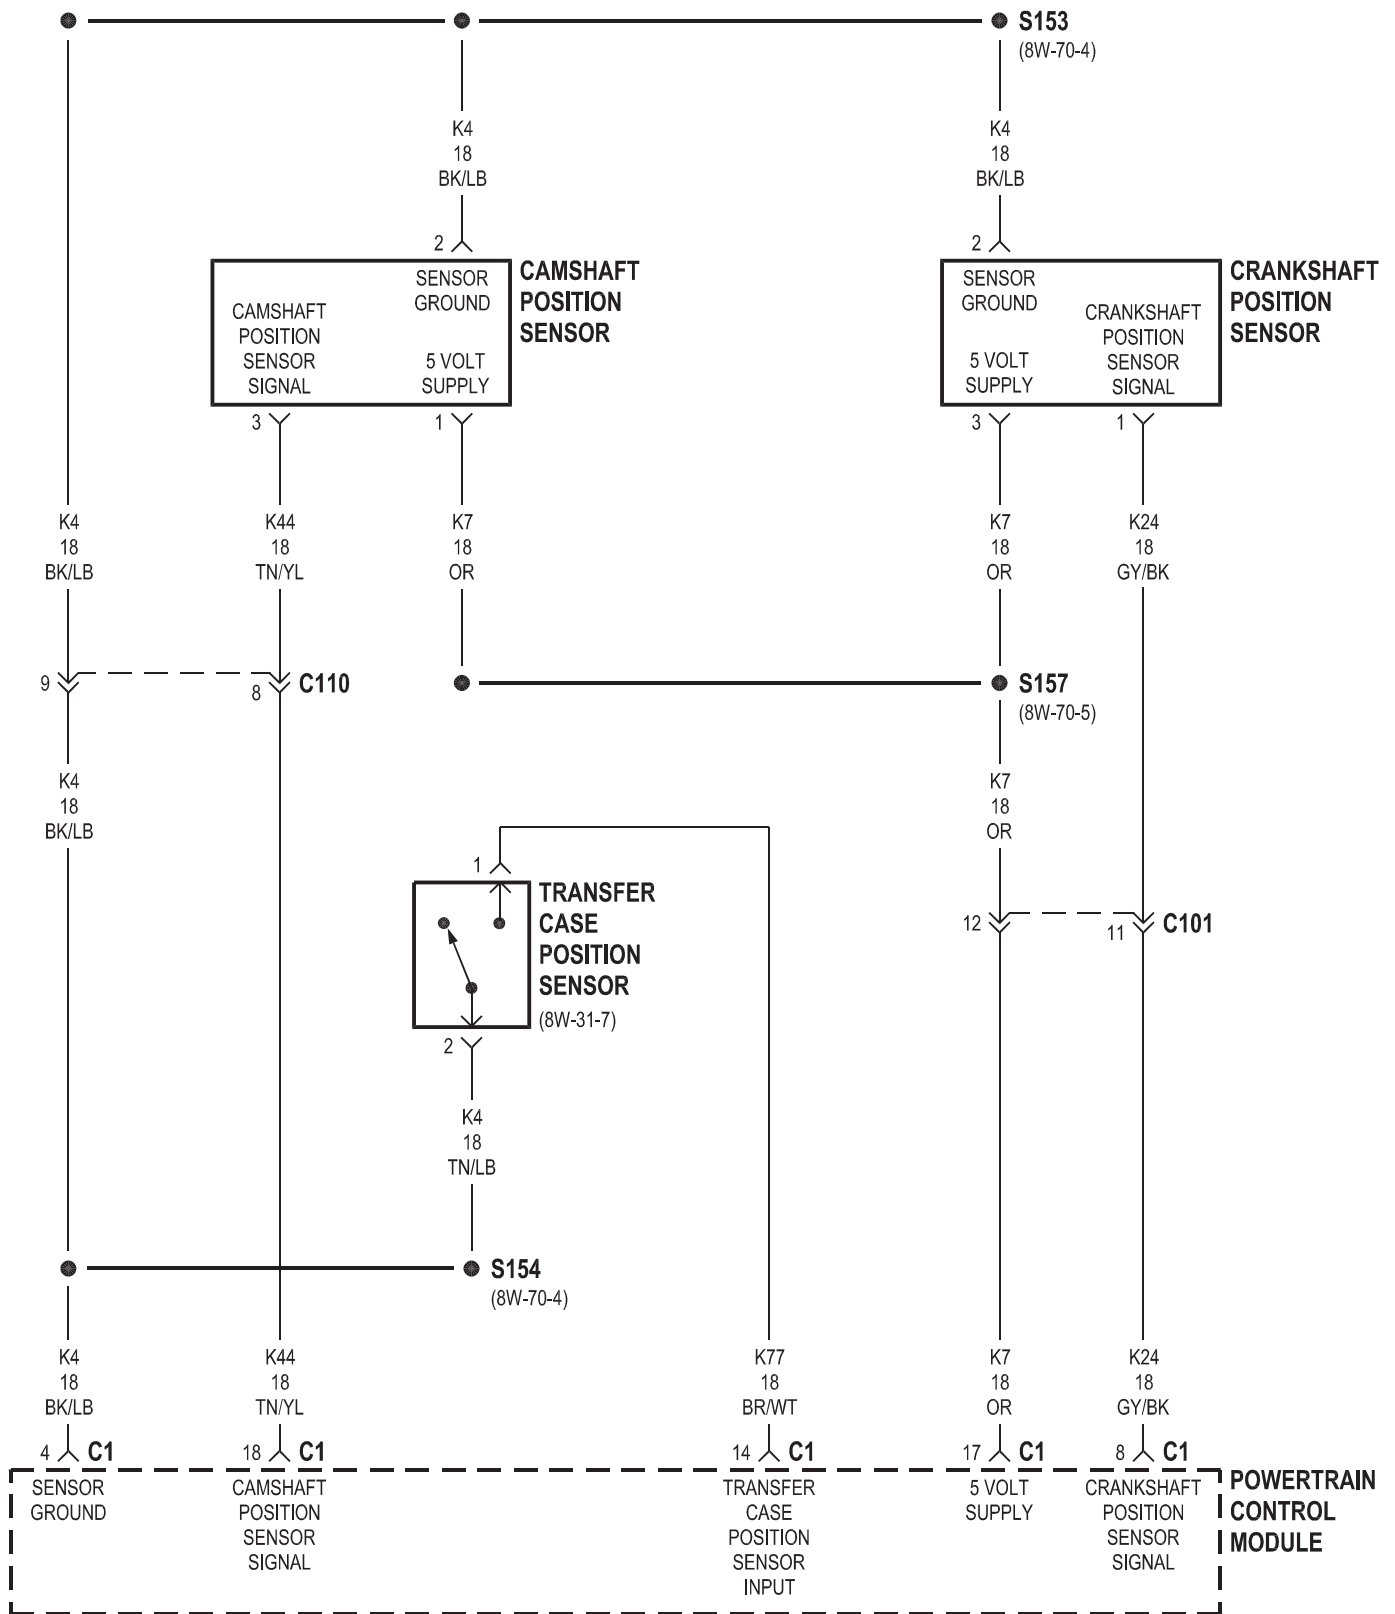 S153
(8W-70-4)
K4
18
BK/LB
K4
18
BK/LB
2
2
SENSOR
GROUND
CAMSHAFT
POSITION
SENSOR
SIGNAL
5 VOLT
SUPPLY
CAMSHAFT
POSITION
SENSOR
SENSOR
GROUND
5 VOLT
SUPPLY
CRANKSHAFT
POSITION
SENSOR
SIGNAL
CRANKSHAFT
POSITION
SENSOR
3
1
3
1
K4
18
BK/LB
K44
18
TN/YL
K7
18
OR
K7
18
OR
K24
18
GY/BK
9
8
C110
S157
(8W-70-5)
K4
18
BK/LB
K7
18
OR
1
TRANSFER
CASE
POSITION
SENSOR
(8W-31-7)
12
11
C101
2
K4
18
TN/LB
S154
(8W-70-4)
K4
18
BK/LB
K44
18
TN/YL
K77
18
BR/WT
K7
18
OR
K24
18
GY/BK
4 C1
18 C1
14 C1
17 C1
8 C1
SENSOR
GROUND
CAMSHAFT
POSITION
SENSOR
SIGNAL
TRANSFER
CASE
POSITION
SENSOR
INPUT
5 VOLT
SUPPLY
CRANKSHAFT
POSITION
SENSOR
SIGNAL
POWERTRAIN
CONTROL
MODULE